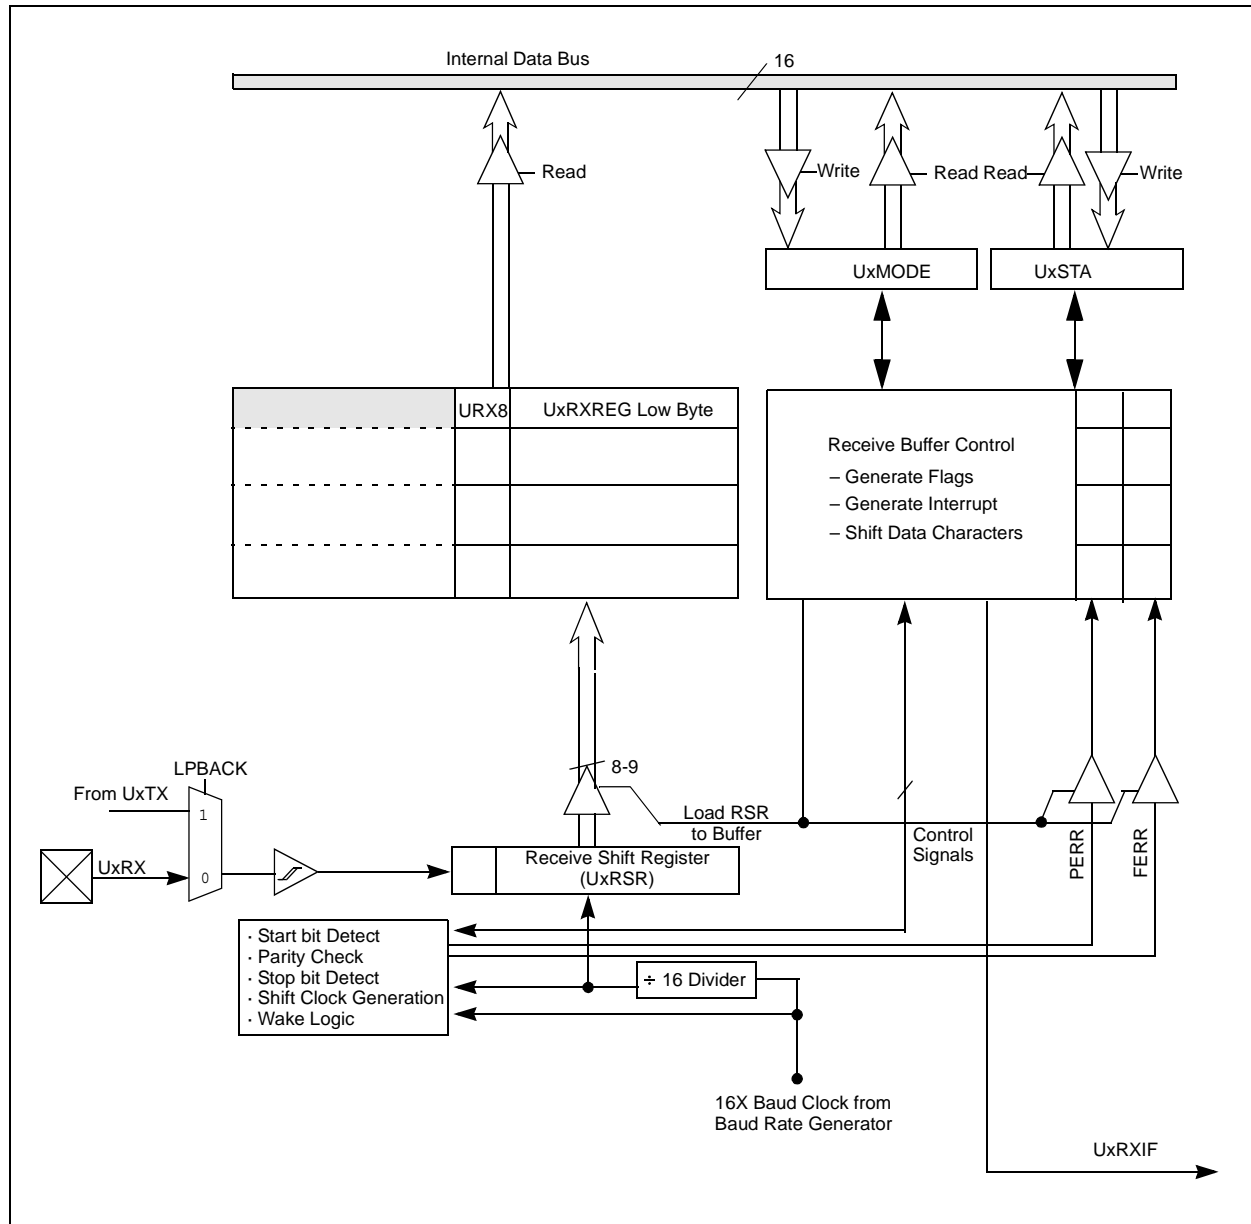 Internal Data Bus
16
Read
Write
Read Read
Write
UxMODE
UxSTA
URX8
UxRXREG Low Byte
Receive Buffer Control
– Generate Flags
– Generate Interrupt
– Shift Data Characters
LPBACK
8-9
From UxTX
1
Load RSR
to Buffer
Control
Signals
PERR
FERR
UxRX
0
Receive Shift Register
(UxRSR)
· Start bit Detect
· Parity Check
· Stop bit Detect
· Shift Clock Generation
· Wake Logic
÷ 16 Divider
16X Baud Clock from
Baud Rate Generator
UxRXIF